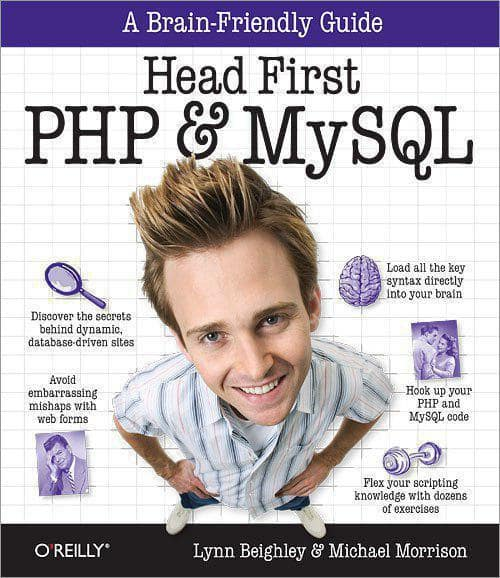 A Brain-Friendly Guide
Head First
PHP & MySQL
Discover the secrets
behind dynamic,
database-driven sites
Load all the key
syntax directly
into your brain
Avoid
embarrassing
mishaps with
web forms
Hook up your
PHP and
MySQL code
Flex your scripting
knowledge with dozens
of exercises
O'REILLY®
Lynn Beighley & Michael Morrison